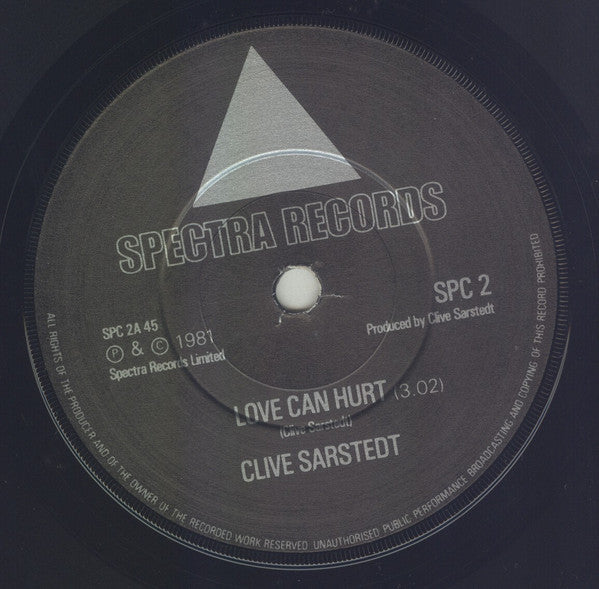 SPECTRA RECORDS
SPC 2A 45
Ⓟ & © 1981
Spectra Records Limited
SPC 2
Produced by Clive Sarstedt
LOVE CAN HURT (3.02)
(Clive Sarstedt)
CLIVE SARSTEDT
ALL RIGHTS OF THE PRODUCER AND OF THE OWNER OF THE RECORDED WORK RESERVED UNAUTHORISED PUBLIC PERFORMANCE BROADCASTING AND COPYING OF THIS RECORD PROHIBITED